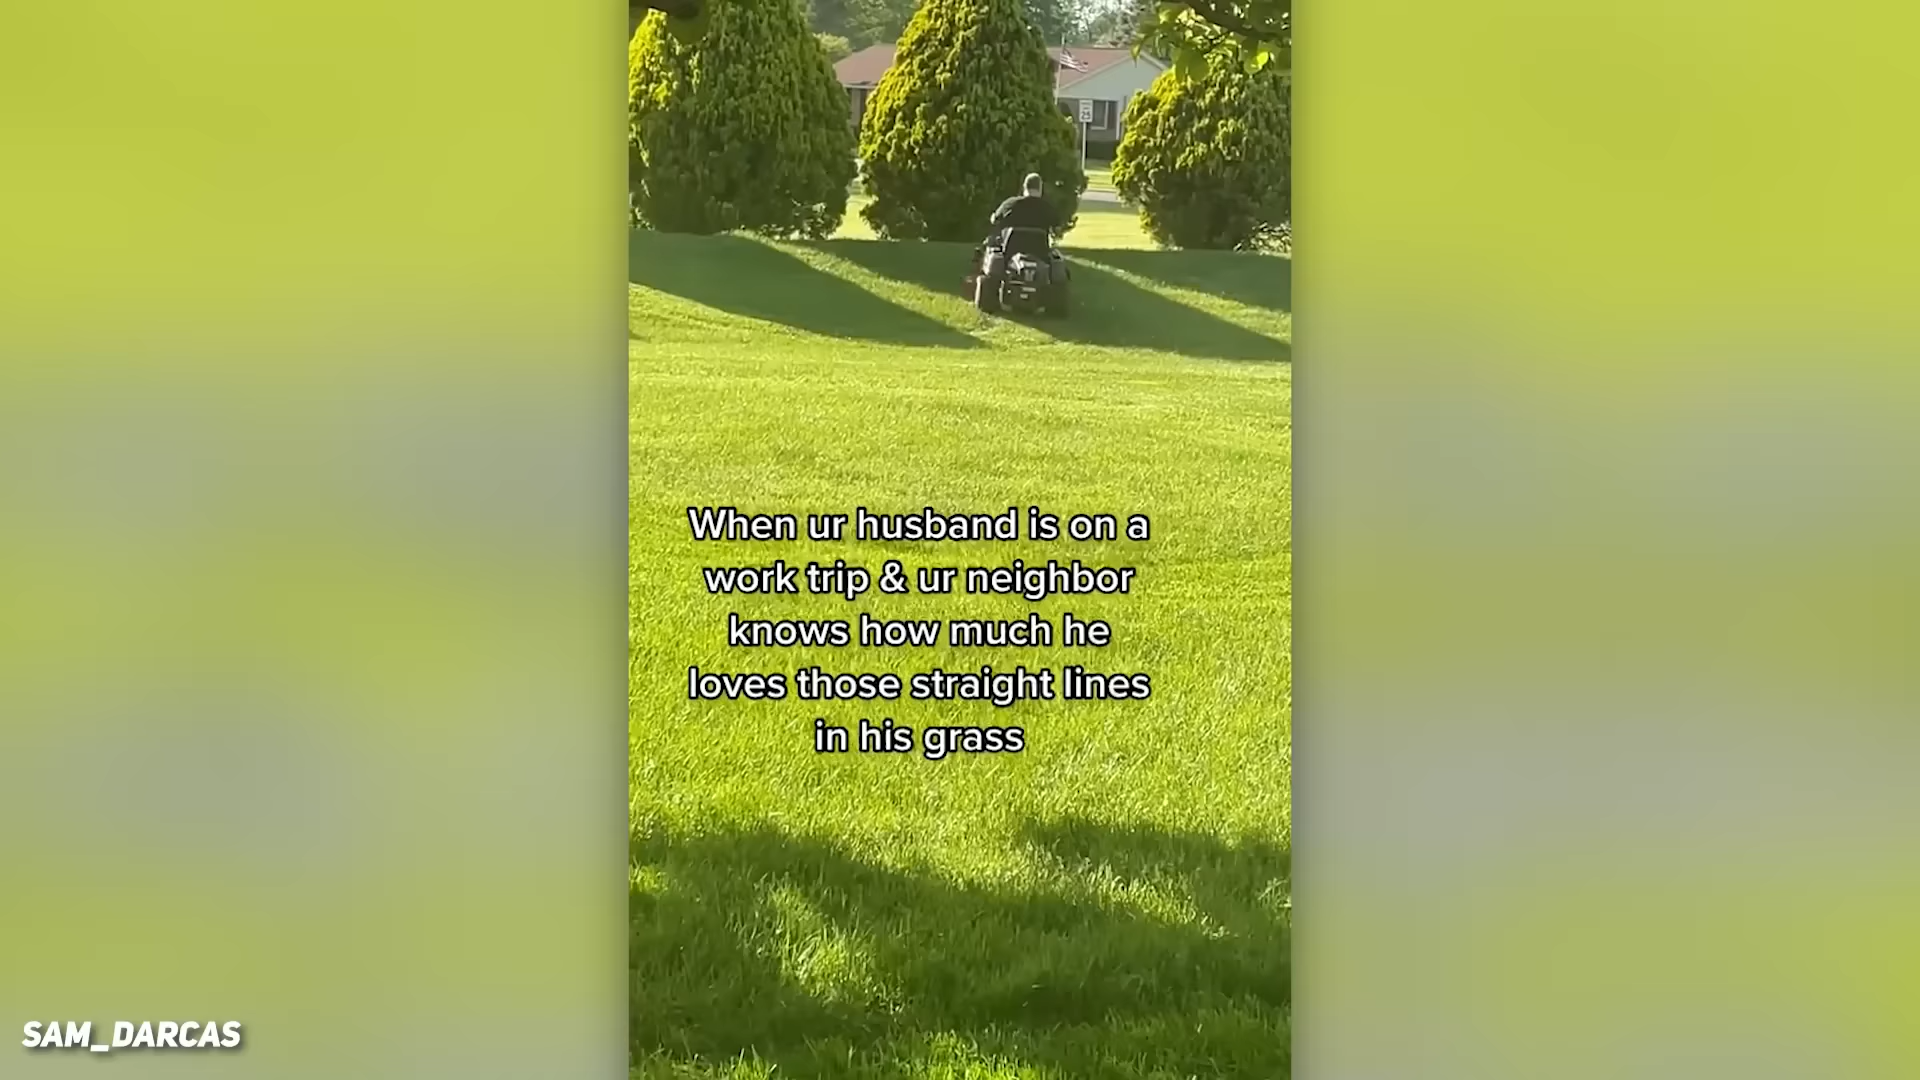 When ur husband is on a
work trip & ur neighbor
knows how much he
loves those straight lines
in his grass
SAM_DARCAS